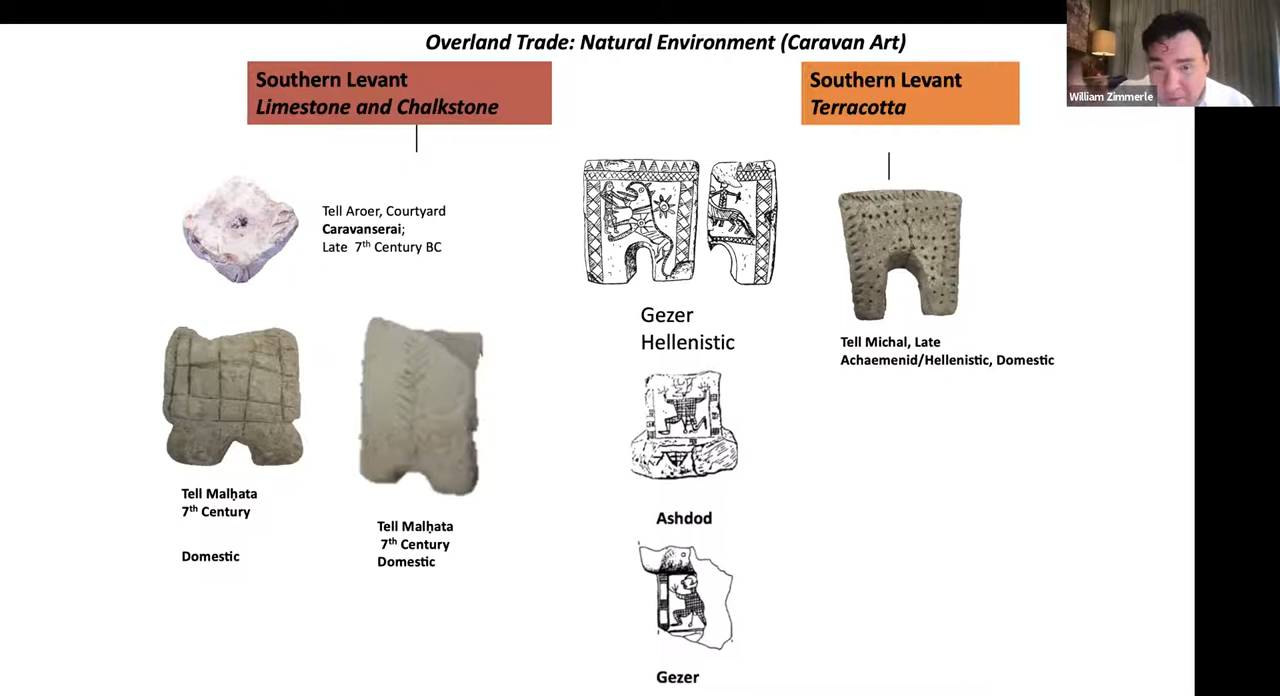 Overland Trade: Natural Environment (Caravan Art)
William Zimmerle
Southern Levant
Limestone and Chalkstone
Southern Levant
Terracotta
Tell Aroer, Courtyard
Caravanserai;
Late 7th Century BC
Gezer
Hellenistic
Tell Michal, Late
Achaemenid/Hellenistic, Domestic
Tell Malḥata
7th Century
Domestic
Tell Malḥata
7th Century
Domestic
Ashdod
Gezer